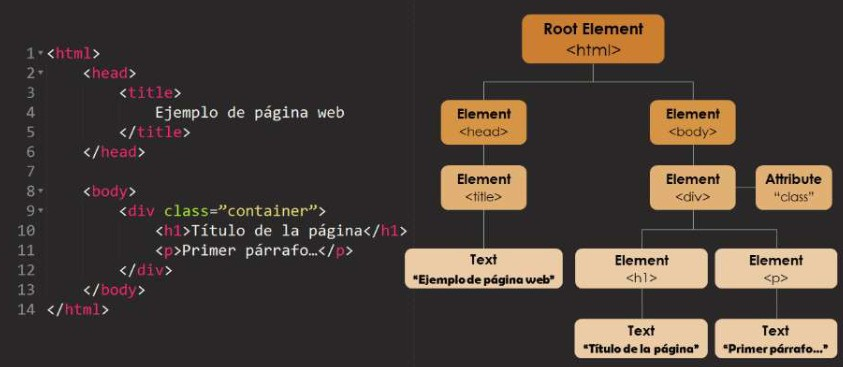 1 <html>
2 <head>
3 <title>
4 Ejemplo de página web
5 </title>
6 </head>
7
8 <body>
9 <div class=”container”>
10 <h1>Título de la página</h1>
11 <p>Primer párrafo…</p>
12 </div>
13 </body>
14 </html>
Root Element
<html>
Element
<head>
Element
<body>
Element
<title>
Element
<div>
Attribute
“class”
Text
“Ejemplo de página web”
Element
<h1>
Element
<p>
Text
“Título de la página”
Text
“Primer párrafo…”